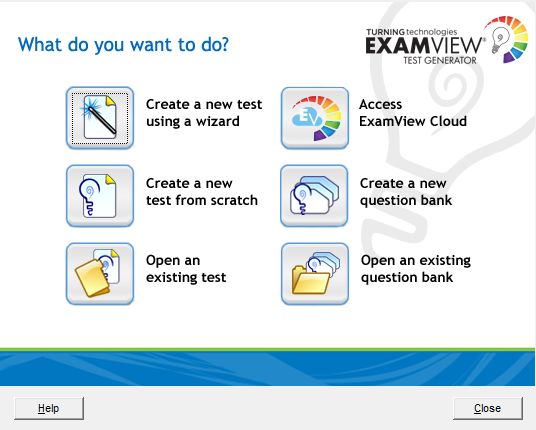 What do you want to do?
TURNING technologies
EXAMVIEW®
TEST GENERATOR
Create a new test
using a wizard
Access
ExamView Cloud
EV
Create a new
test from scratch
Create a new
question bank
Open an
existing test
Open an existing
question bank
Help
Close